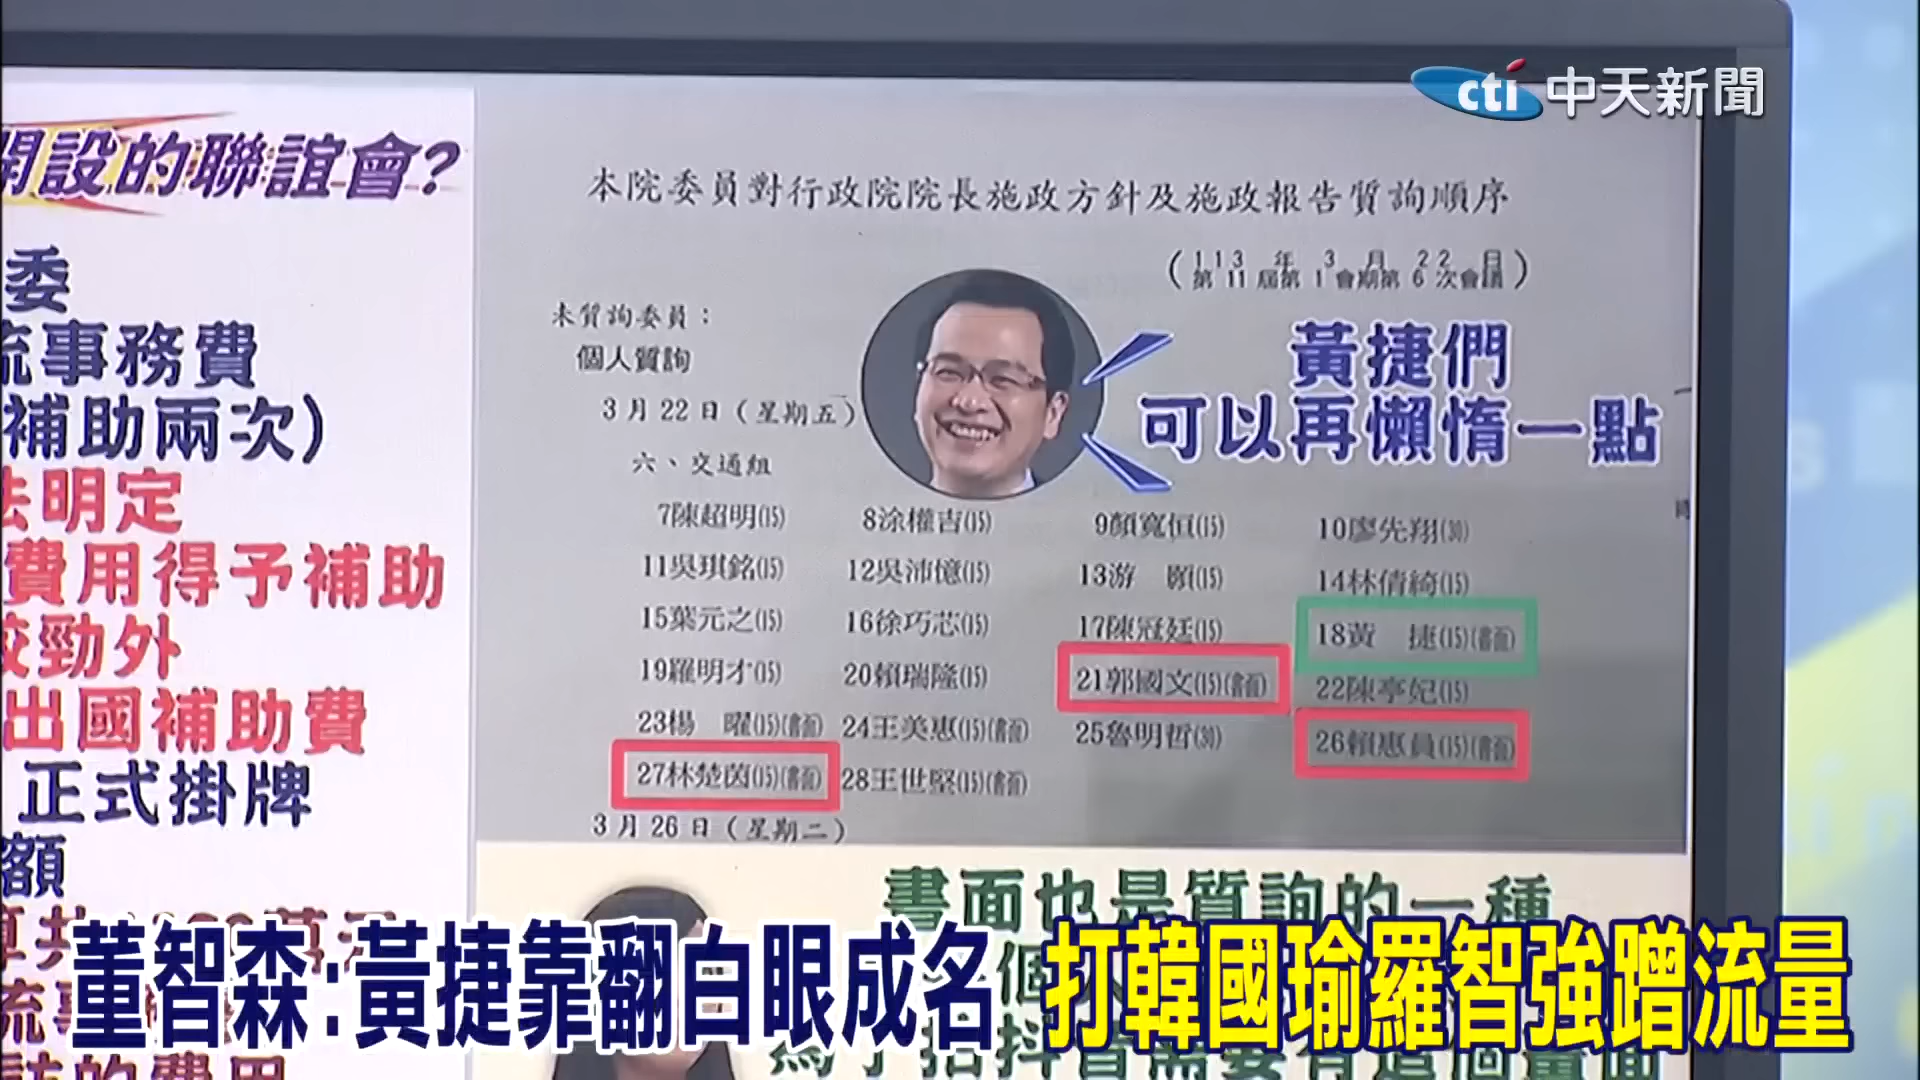 cti 中天新聞
開設的聯誼會?
委
流事務費
補助兩次)
法明定
費用得予補助
較勁外
出國補助費
正式掛牌
額
本院委員對行政院院長施政方針及施政報告質詢順序
(113年3月22日
第11屆第1會期第6次會議)
未質詢委員：
個人質詢
3月22日(星期五)
六、交通組
黃捷們
可以再懶惰一點
7陳超明(15) 8涂權吉(15) 9顏寬恒(15) 10廖先翔(30)
11吳琪銘(15) 12吳沛憶(15) 13游 顥(15) 14林倩綺(15)
15葉元之(15) 16徐巧芯(15) 17陳冠廷(15) 18黃 捷(15)(書面)
19羅明才(15) 20賴瑞隆(15) 21郭國文(15)(書面) 22陳亭妃(15)
23楊 曜(15)(書面) 24王美惠(15)(書面) 25魯明哲(30) 26賴惠員(15)(書面)
27林楚茵(15)(書面) 28王世堅(15)(書面)
3月26日(星期二)
書面也是質詢的一種
董智森:黃捷靠翻白眼成名 打韓國瑜羅智強蹭流量